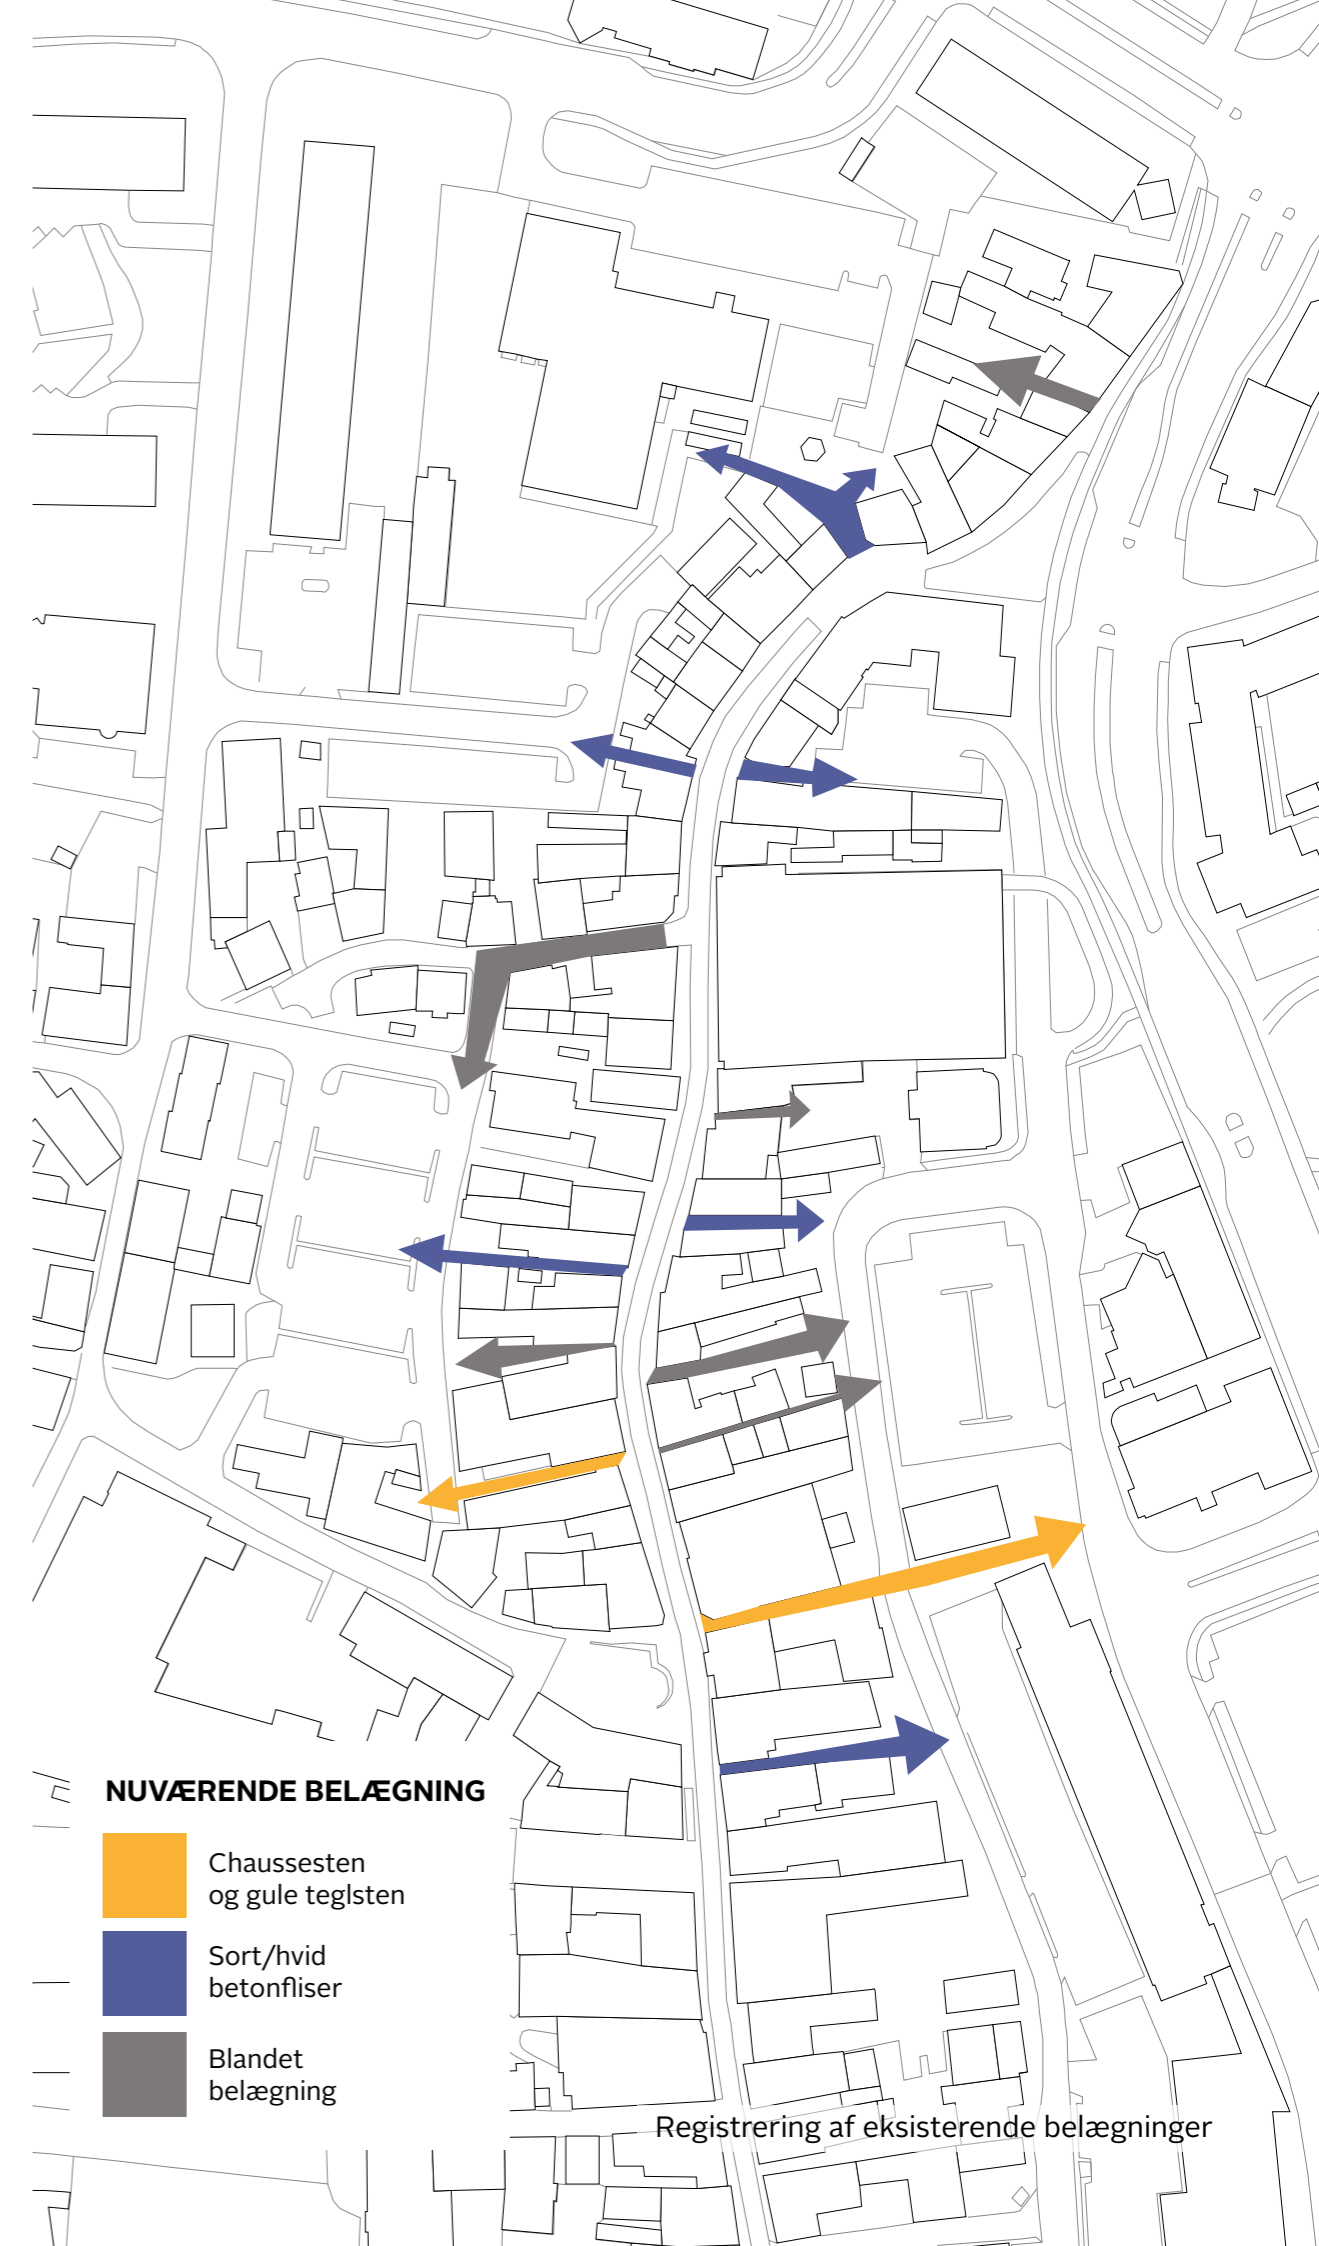 NUVÆRENDE BELÆGNING
Chaussesten
og gule teglsten
Sort/hvid
betonfliser
Blandet
belægning
Registrering af eksisterende belægninger